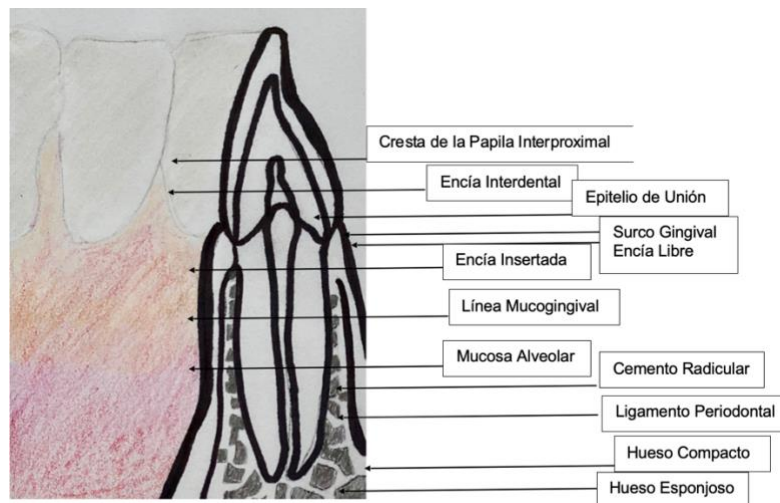 Cresta de la Papila Interproximal
Encía Interdental
Epitelio de Unión
Surco Gingival
Encía Libre
Encía Insertada
Línea Mucogingival
Mucosa Alveolar
Cemento Radicular
Ligamento Periodontal
Hueso Compacto
Hueso Esponjoso